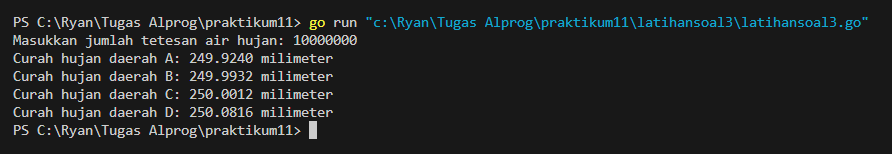 PS C:\Ryan\Tugas Alprog\praktikum11> go run "c:\Ryan\Tugas Alprog\praktikum11\latihansoal3\latihansoal3.go"
Masukkan jumlah tetesan air hujan: 10000000
Curah hujan daerah A: 249.9240 milimeter
Curah hujan daerah B: 249.9932 milimeter
Curah hujan daerah C: 250.0012 milimeter
Curah hujan daerah D: 250.0816 milimeter
PS C:\Ryan\Tugas Alprog\praktikum11>